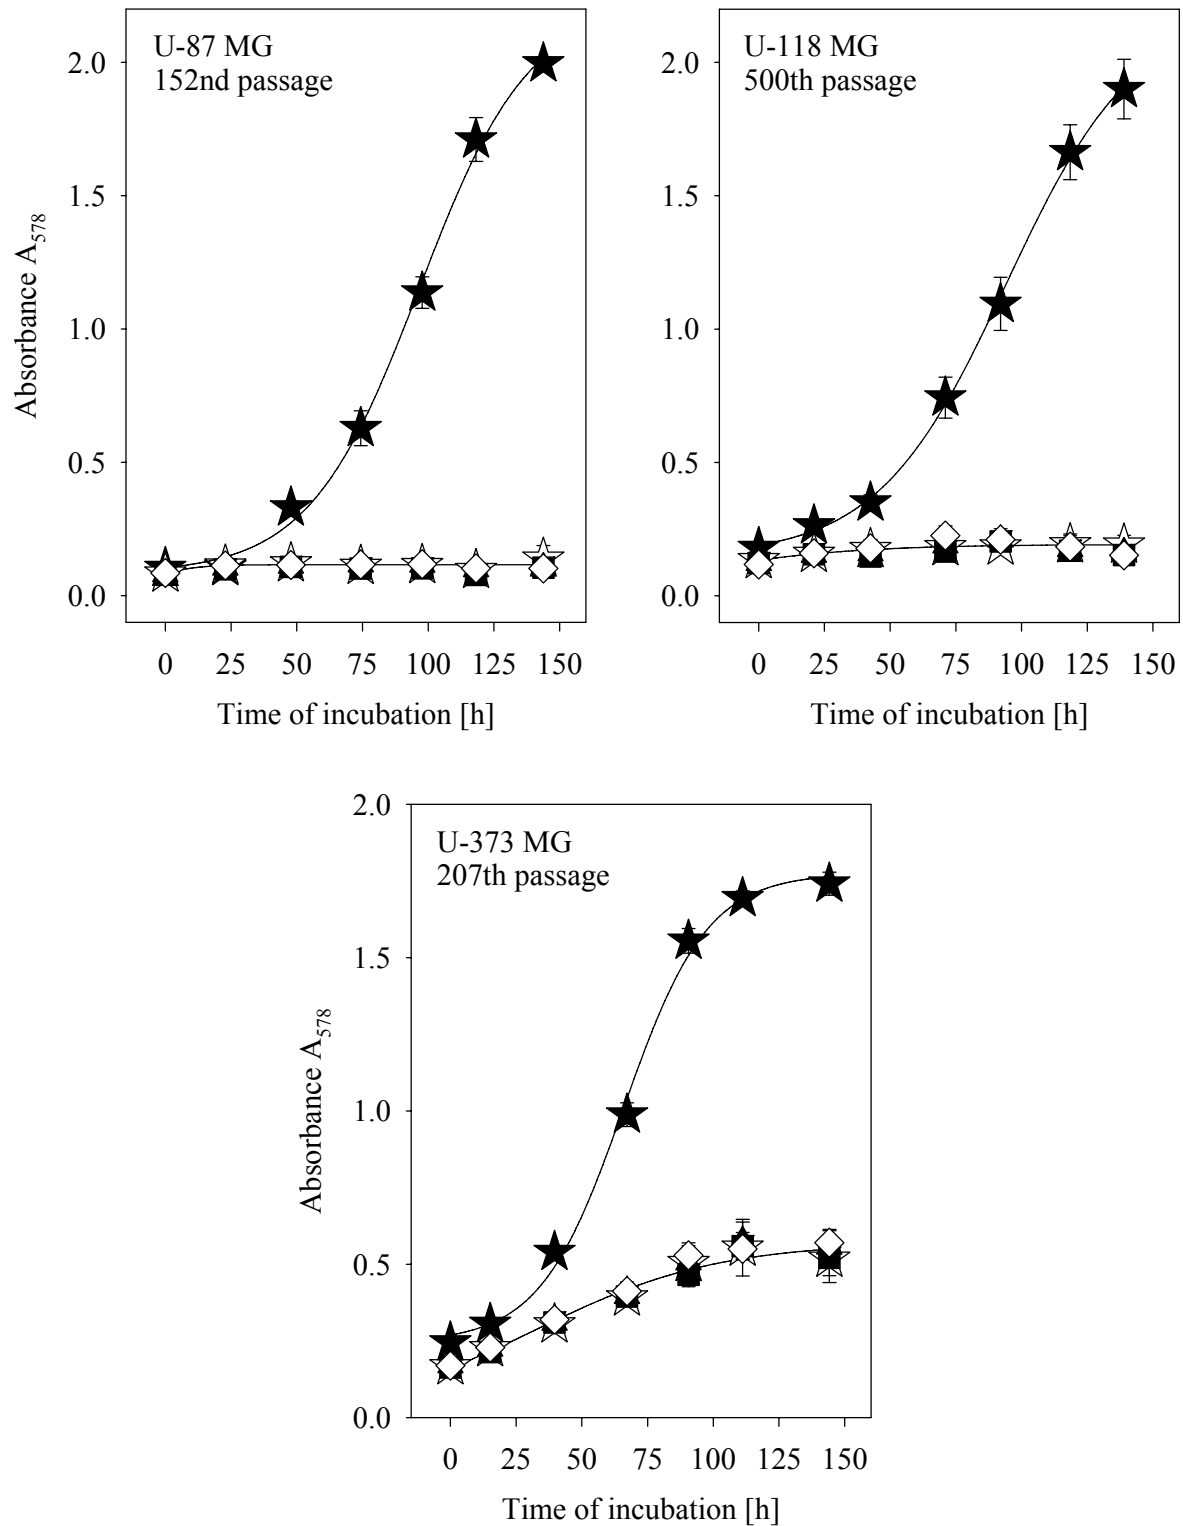 U-87 MG
152nd passage
2.0
1.5
1.0
0.5
0.0
Absorbance A578
0 25 50 75 100 125 150
Time of incubation [h]
U-118 MG
500th passage
2.0
1.5
1.0
0.5
0.0
0 25 50 75 100 125 150
Time of incubation [h]
U-373 MG
207th passage
2.0
1.5
1.0
0.5
0.0
Absorbance A578
0 25 50 75 100 125 150
Time of incubation [h]